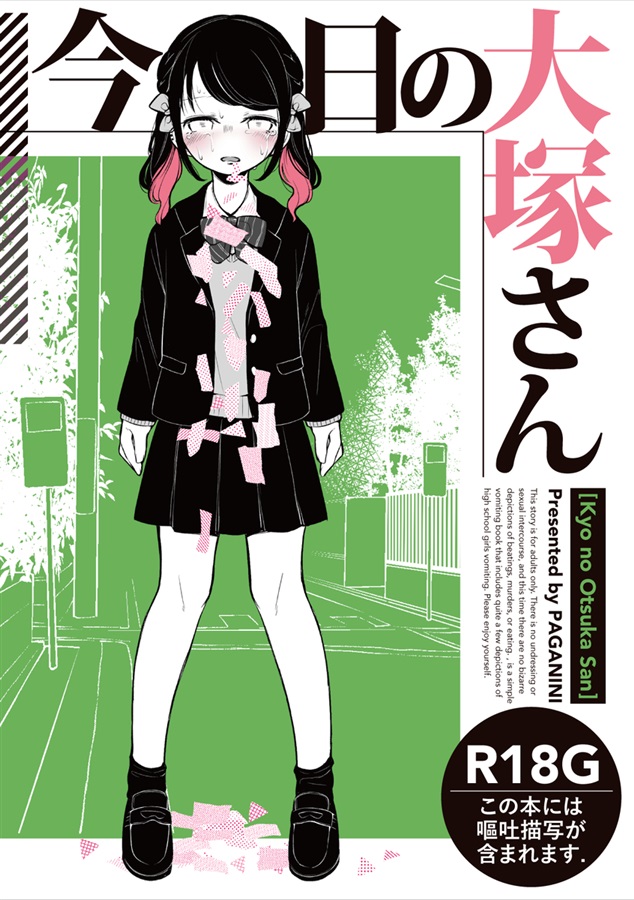 今日の
大塚さん
[Kyo no Otsuka San]
Presented by PAGANINI
This story is for adults only. There is no undressing or
sexual intercourse, and this time there are no bizarre
depictions of beatings, murders, or eating. , is a simple
vomiting book that includes quite a few depictions of
high school girls vomiting. Please enjoy yourself.
R18G
この本には
嘔吐描写が
含まれます.